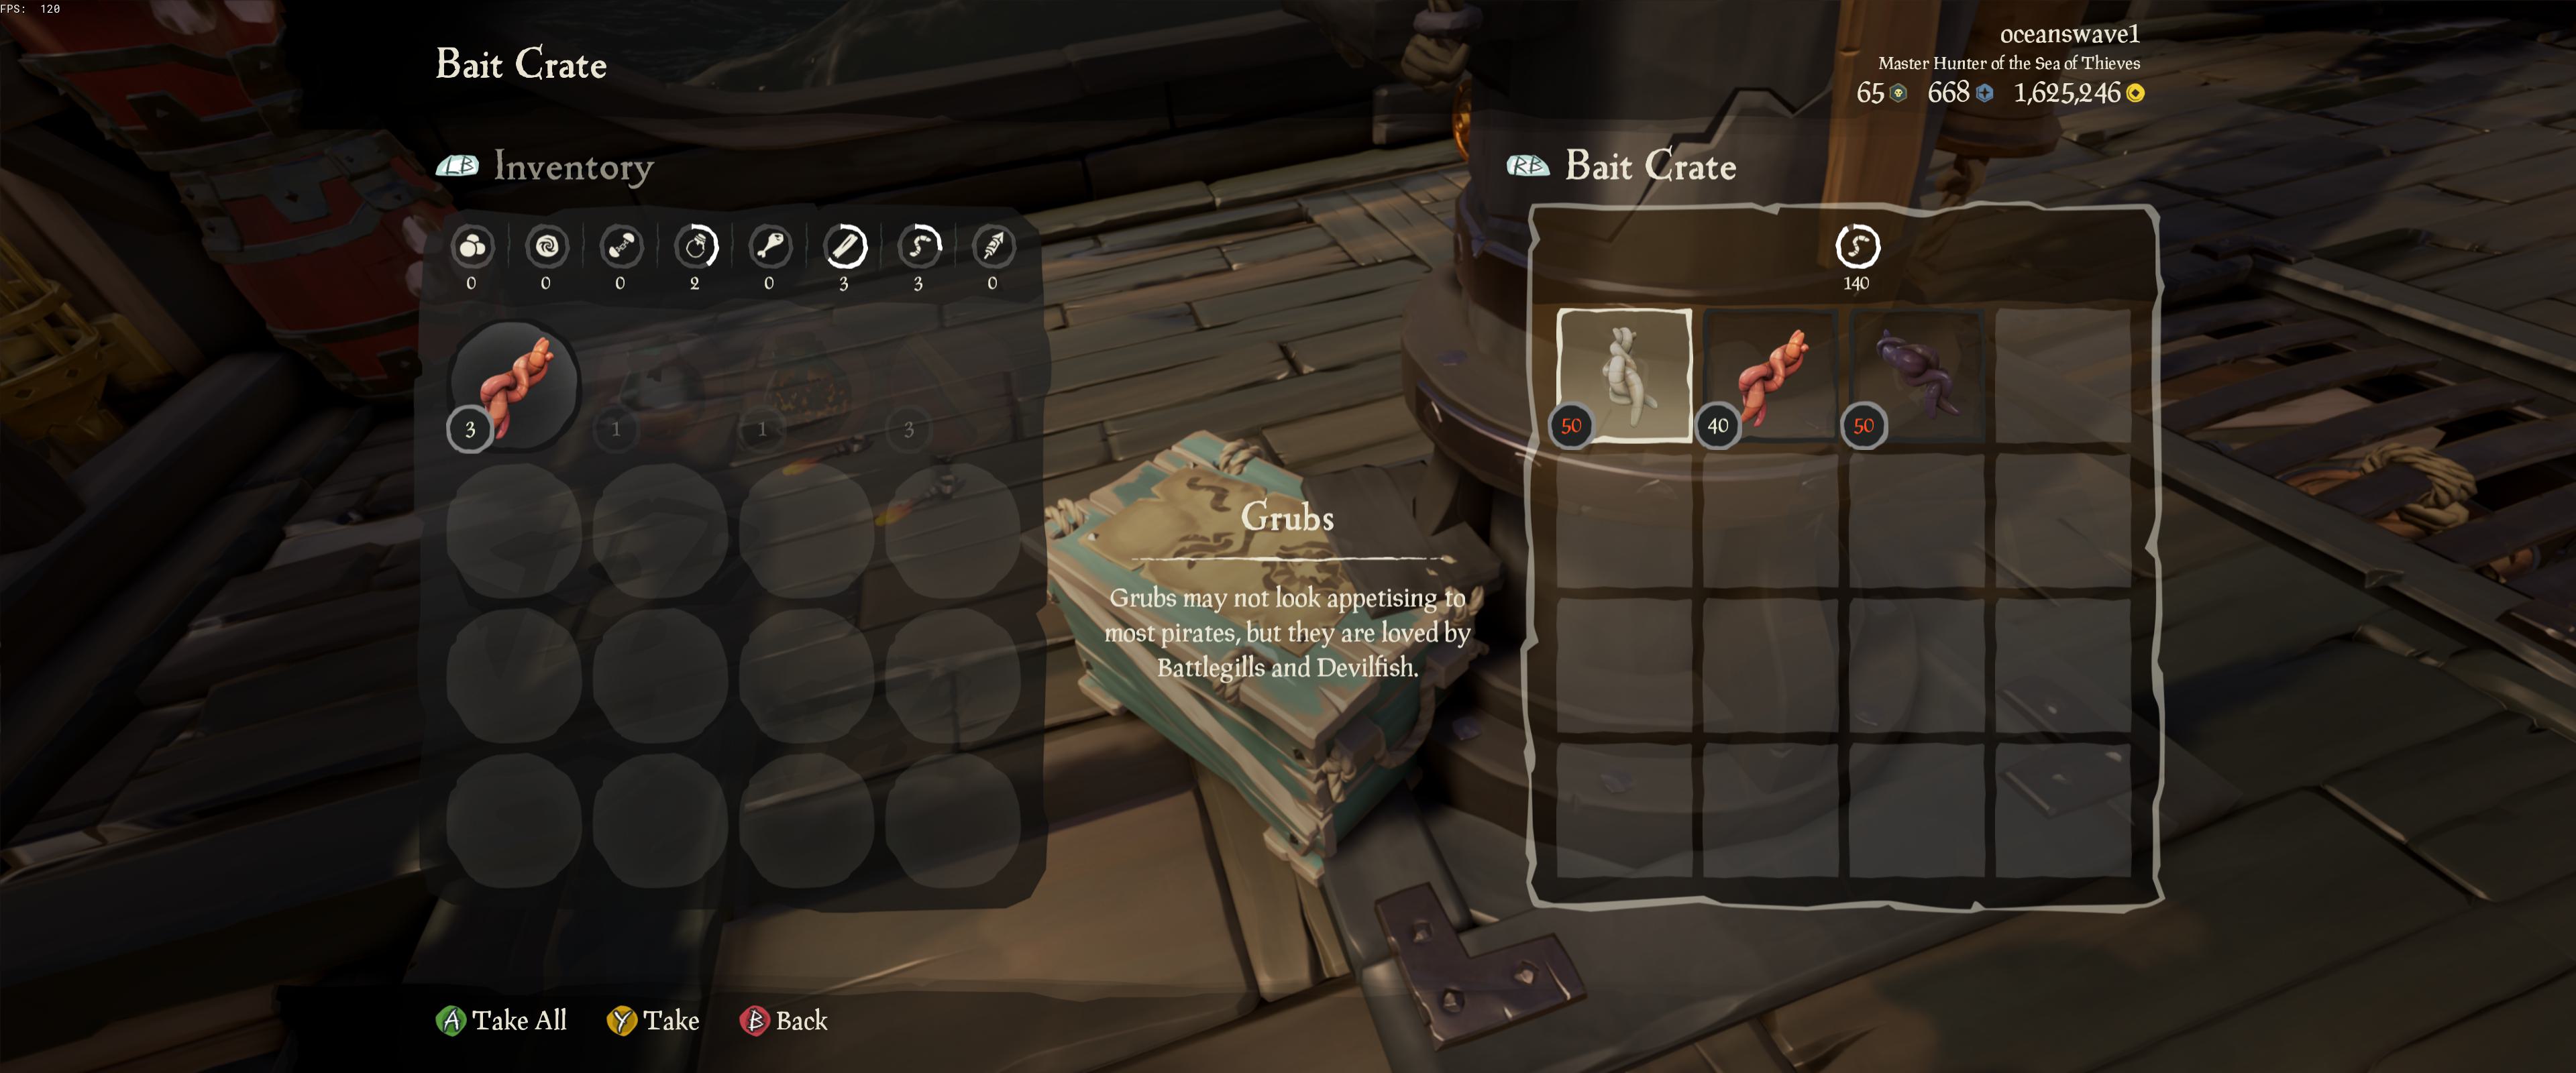 FPS: 120
Bait Crate
oceanswave1
Master Hunter of the Sea of Thieves
65 668 1,625,246
LB Inventory
RB Bait Crate
0 0 0 2 0 3 3 0
140
3 1 1 3
50 40 50
Grubs
Grubs may not look appetising to
most pirates, but they are loved by
Battlegills and Devilfish.
A Take All Y Take B Back